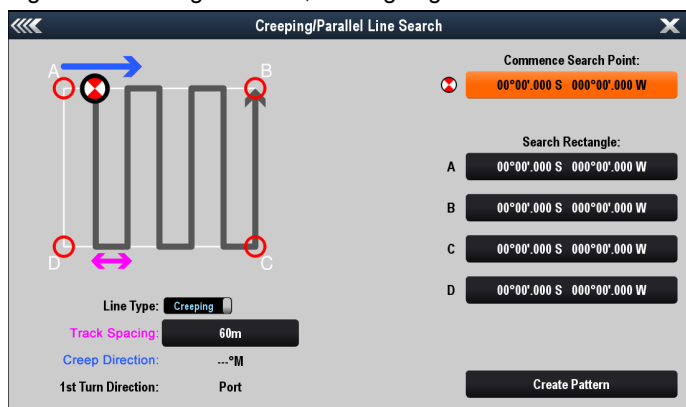 Creeping/Parallel Line Search
A
B
D
C
Line Type: Creeping
Track Spacing: 60m
Creep Direction: ---°M
1st Turn Direction: Port
Commence Search Point:
00°00'.000 S 000°00'.000 W
Search Rectangle:
A 00°00'.000 S 000°00'.000 W
B 00°00'.000 S 000°00'.000 W
C 00°00'.000 S 000°00'.000 W
D 00°00'.000 S 000°00'.000 W
Create Pattern